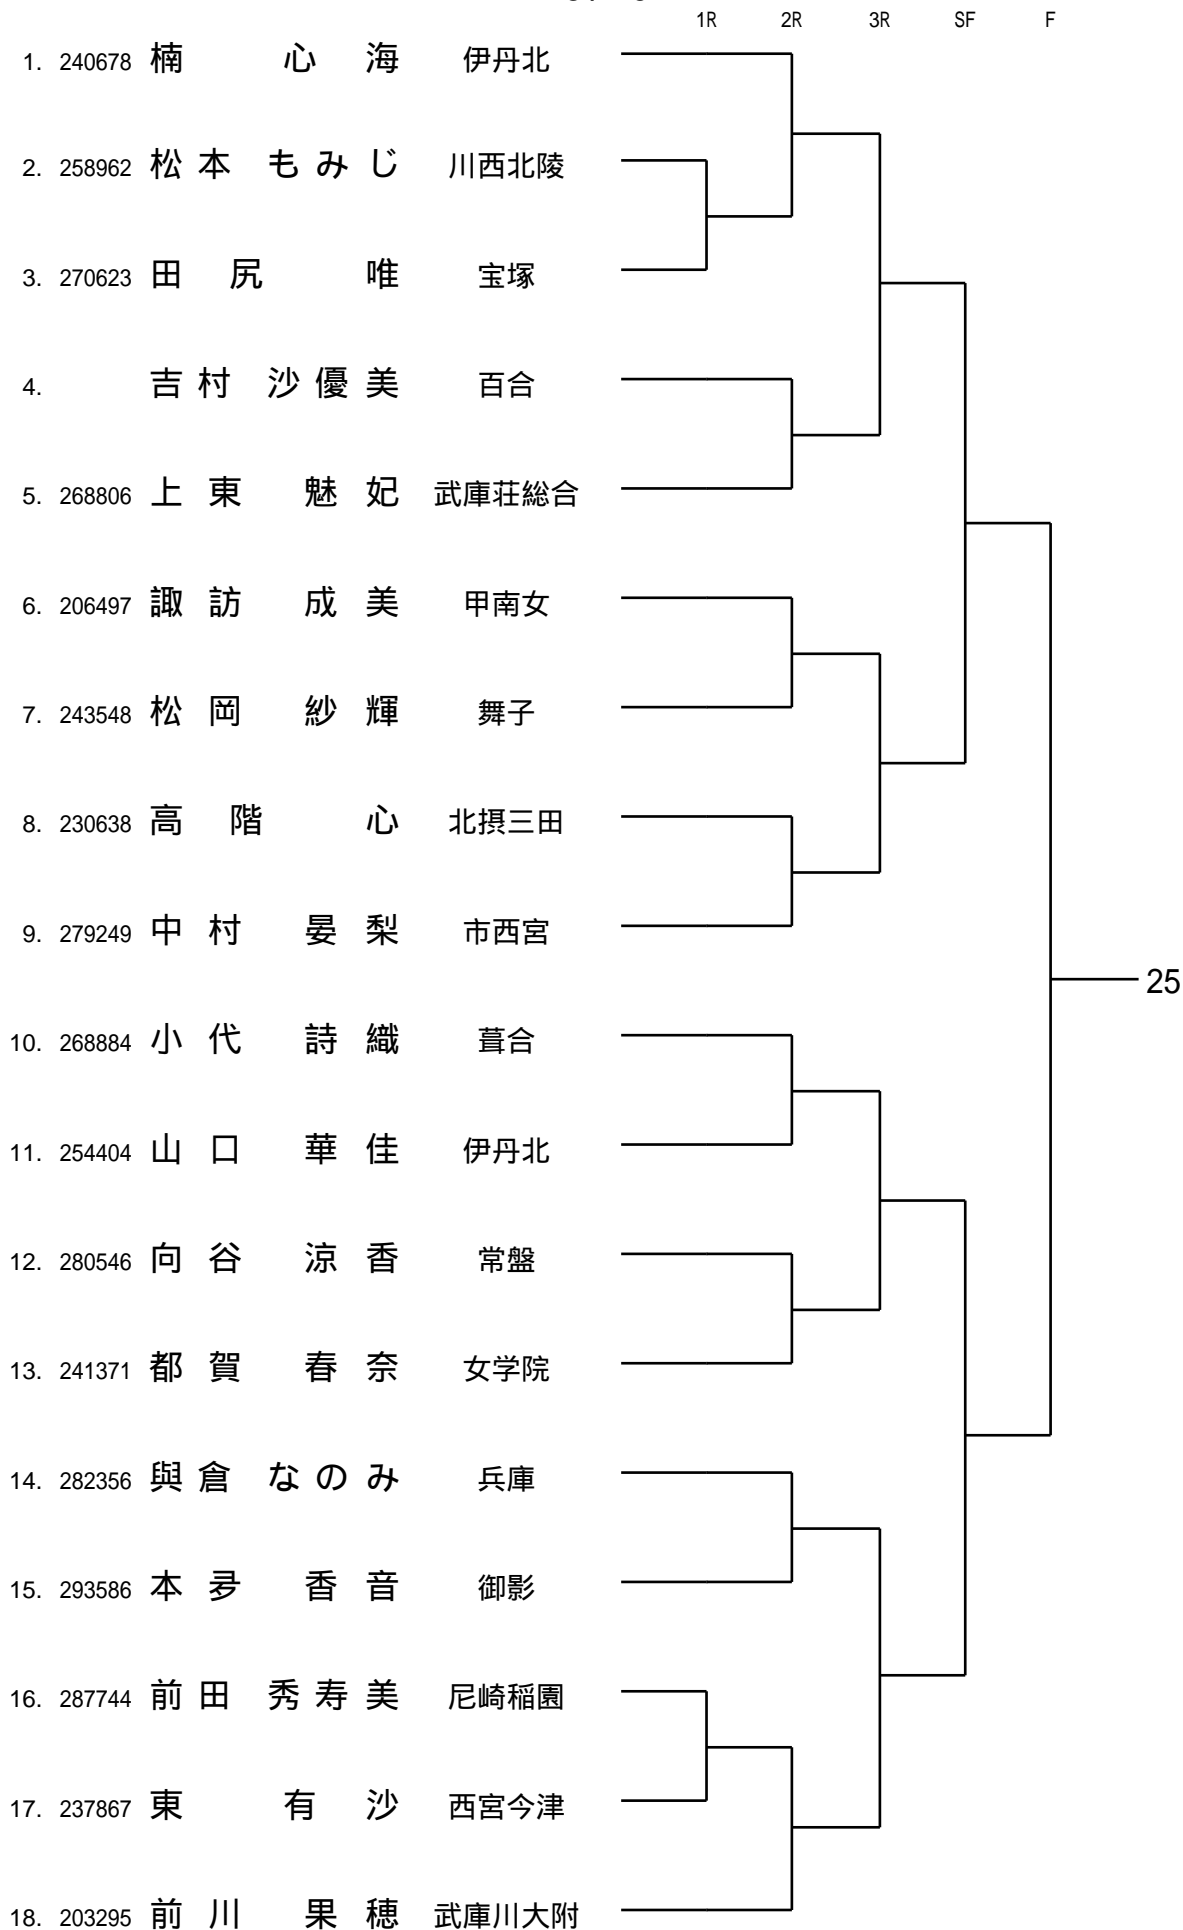 1R 2R 3R SF F
1. 240678 楠 心 海 伊丹北
2. 258962 松 本 も み じ 川西北陵
3. 270623 田 尻 唯 宝塚
4. 吉 村 沙 優 美 百合
5. 268806 上 東 魅 妃 武庫荘総合
6. 206497 諏 訪 成 美 甲南女
7. 243548 松 岡 紗 輝 舞子
8. 230638 高 階 心 北摂三田
9. 279249 中 村 晏 梨 市西宮
25
10. 268884 小 代 詩 織 葺合
11. 254404 山 口 華 佳 伊丹北
12. 280546 向 谷 涼 香 常盤
13. 241371 都 賀 春 奈 女学院
14. 282356 與 倉 な の み 兵庫
15. 293586 本 夛 香 音 御影
16. 287744 前 田 秀 寿 美 尼崎稲園
17. 237867 東 有 沙 西宮今津
18. 203295 前 川 果 穂 武庫川大附